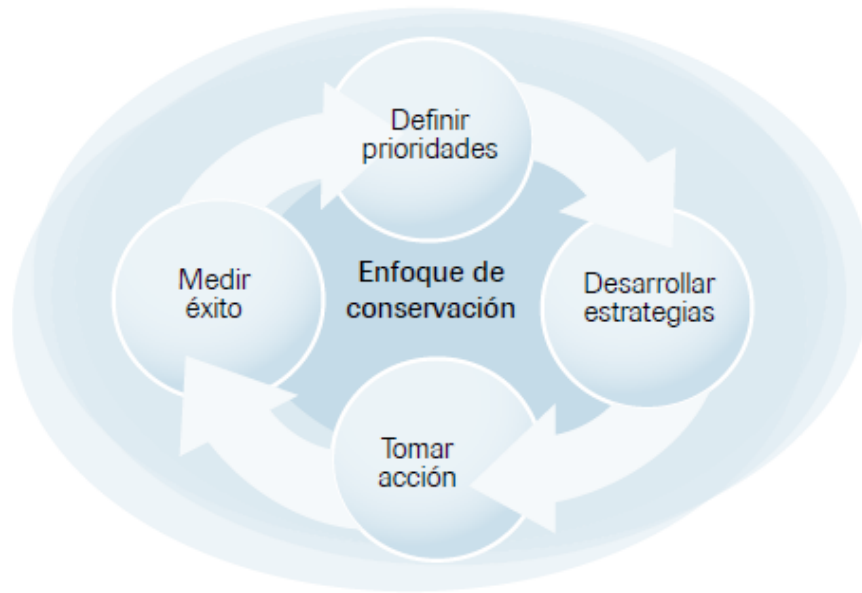 Definir
prioridades
Desarrollar
estrategias
Tomar
acción
Medir
éxito
Enfoque de
conservación